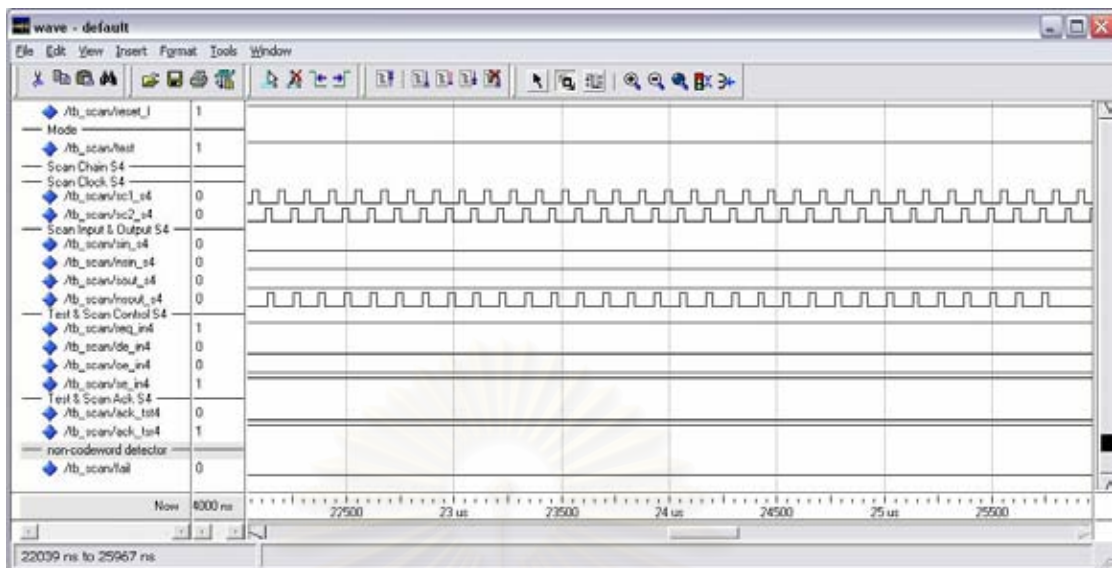 wave - default
File Edit View Insert Format Tools Window
/tb_scan/reset_l 1
Mode
/tb_scan/test 1
Scan Chain S4
Scan Clock S4
/tb_scan/sc1_s4 0
/tb_scan/sc2_s4 0
Scan Input & Output S4
/tb_scan/sin_s4 0
/tb_scan/nsin_s4 0
/tb_scan/sout_s4 0
/tb_scan/nsout_s4 0
Test & Scan Control S4
/tb_scan/req_in4 1
/tb_scan/de_in4 0
/tb_scan/oe_in4 0
/tb_scan/se_in4 1
Test & Scan Ack S4
/tb_scan/ack_tst4 0
/tb_scan/ack_tsn4 1
non-codeword detector
/tb_scan/fail 0
Now 4000 ns 22500 23 us 23500 24 us 24500 25 us 25500
22039 ns to 25967 ns